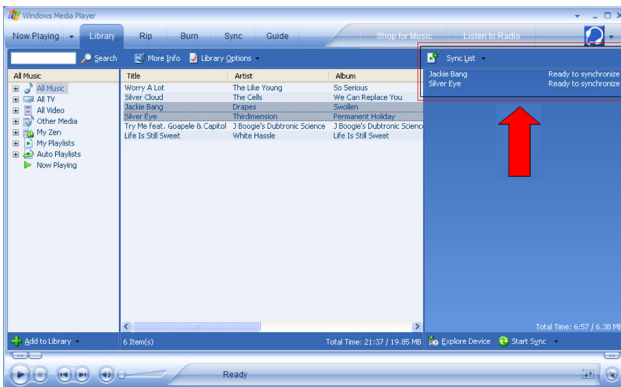 Windows Media Player
Now Playing Library Rip Burn Sync Guide Shop for Music Listen to Radio
Search More Info Library Options Sync List
All Music Title Artist Album
All Music
All TV
All Video
Other Media
My Zen
My Playlists
Auto Playlists
Now Playing
Worry A Lot The Like Young So Serious
Silver Cloud The Cells We Can Replace You
Jackie Bang Drapes Swollen
Silver Eye Thirdimension Permanent Holiday
Try Me feat. Goapele & Capitol J Boogie's Dubtronic Science J Boogie's Dubtronic Scienc
Life Is Still Sweet White Hassle Life Is Still Sweet
Jackie Bang Ready to synchronize
Silver Eye Ready to synchronize
Total Time: 6:57 / 6.38 MB
Add to Library 6 Item(s) Total Time: 21:37 / 19.85 MB Explore Device Start Sync
Ready